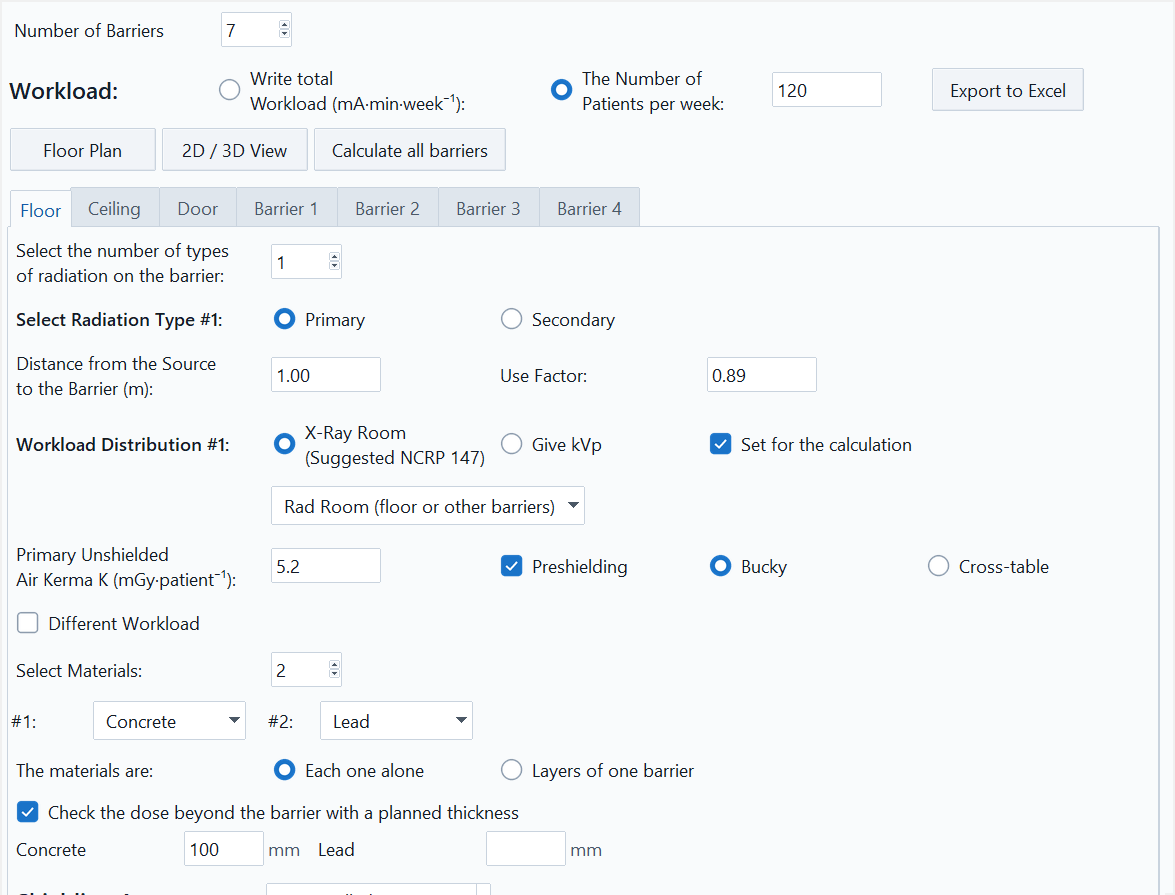 Number of Barriers 7
Workload: Write total Workload (mA·min·week⁻¹): The Number of Patients per week: 120 Export to Excel
Floor Plan 2D / 3D View Calculate all barriers
Floor Ceiling Door Barrier 1 Barrier 2 Barrier 3 Barrier 4
Select the number of types
of radiation on the barrier: 1
Select Radiation Type #1: Primary Secondary
Distance from the Source
to the Barrier (m): 1.00 Use Factor: 0.89
Workload Distribution #1: X-Ray Room (Suggested NCRP 147) Give kVp Set for the calculation
Rad Room (floor or other barriers)
Primary Unshielded
Air Kerma K (mGy·patient⁻¹): 5.2 Preshielding Bucky Cross-table
Different Workload
Select Materials: 2
#1: Concrete #2: Lead
The materials are: Each one alone Layers of one barrier
Check the dose beyond the barrier with a planned thickness
Concrete 100 mm Lead mm